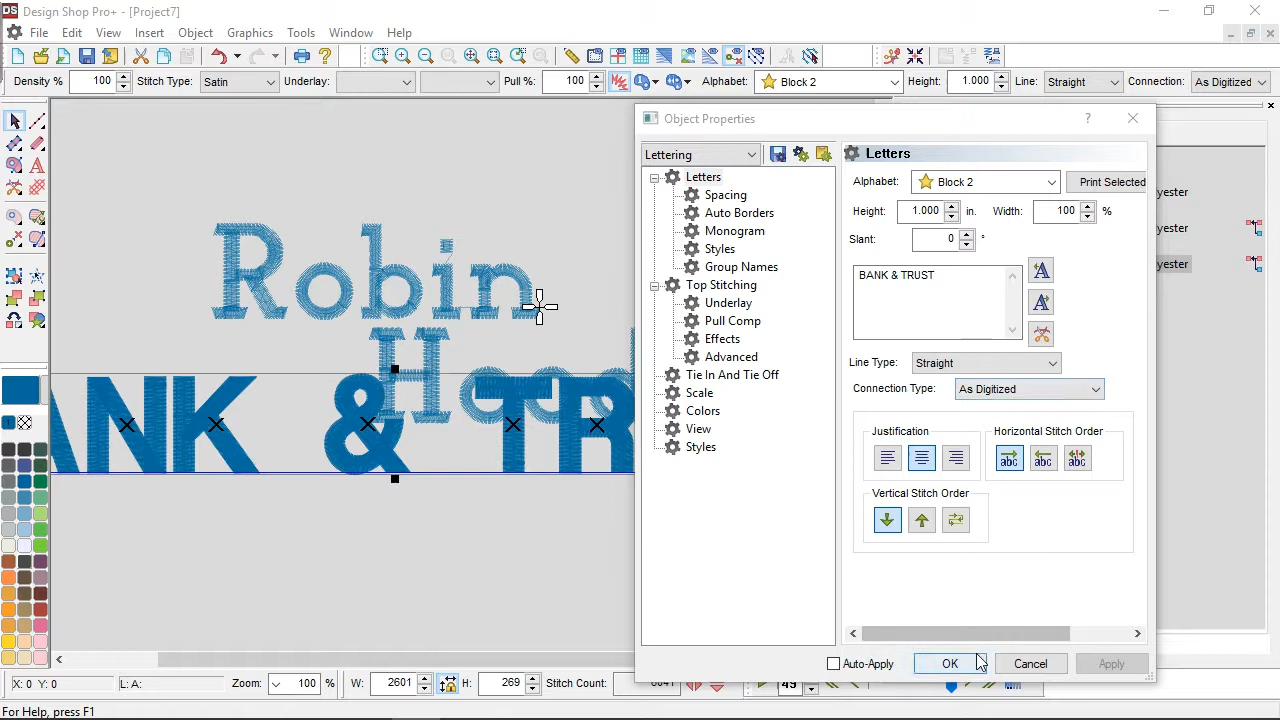 DS Design Shop Pro+ - [Project7]
File Edit View Insert Object Graphics Tools Window Help
Density % 100 Stitch Type: Satin Underlay: Pull %: 100 Alphabet: Block 2 Height: 1.000 Line: Straight Connection: As Digitized
Object Properties
Lettering
Letters
Spacing
Auto Borders
Monogram
Styles
Group Names
Top Stitching
Underlay
Pull Comp
Effects
Advanced
Tie In And Tie Off
Scale
Colors
View
Styles
Letters
Alphabet: Block 2 Print Selected
Height: 1.000 in. Width: 100 %
Slant: 0 °
BANK & TRUST
Line Type: Straight
Connection Type: As Digitized
Justification Horizontal Stitch Order
abc abc abc
Vertical Stitch Order
Auto-Apply OK Cancel Apply
yester
yester
yester
Robin
Hoo
ANK & TR
1
X: 0 Y: 0 L: A: Zoom: 100 % W: 2601 H: 269 Stitch Count: 49
For Help, press F1